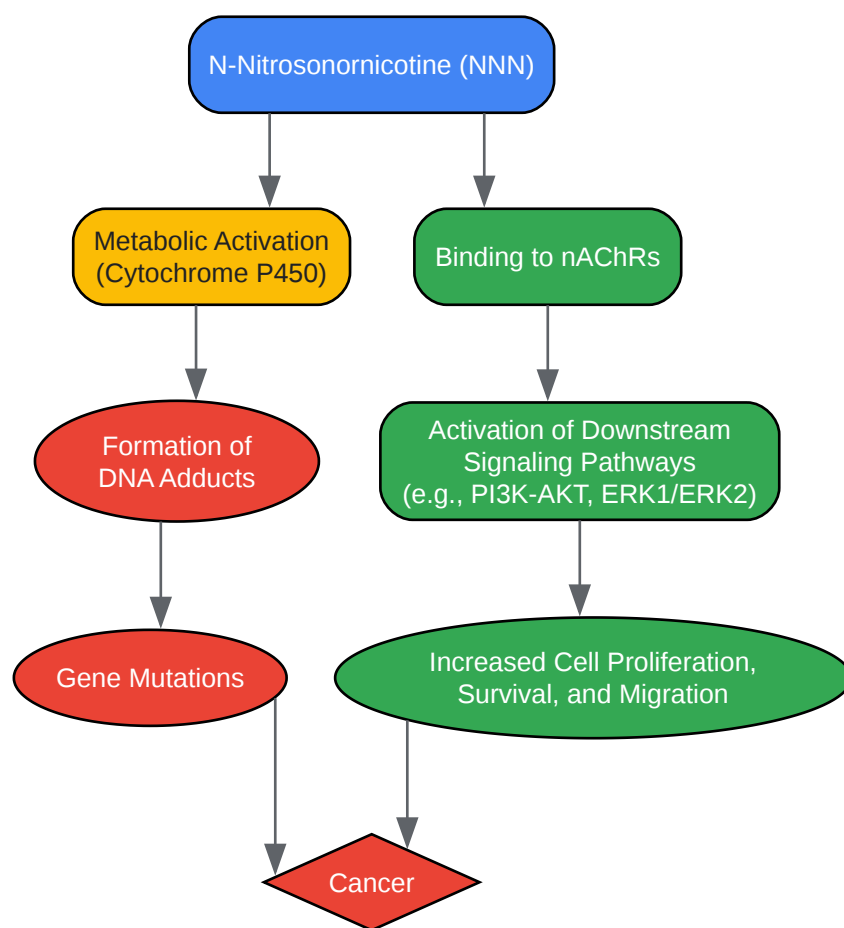 N-Nitrosonornicotine (NNN)
Metabolic Activation
(Cytochrome P450)
Binding to nAChRs
Formation of
DNA Adducts
Activation of Downstream
Signaling Pathways
(e.g., PI3K-AKT, ERK1/ERK2)
Gene Mutations
Increased Cell Proliferation,
Survival, and Migration
Cancer